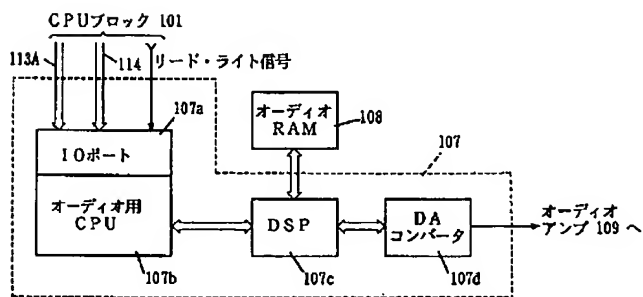 CPUブロック 101
113A
114
リード・ライト信号
107a
オーディオ
RAM
108
107
IOポート
オーディオ用
CPU
DSP
DA
コンバータ
オーディオ
アンプ 109 へ
107b
107c
107d